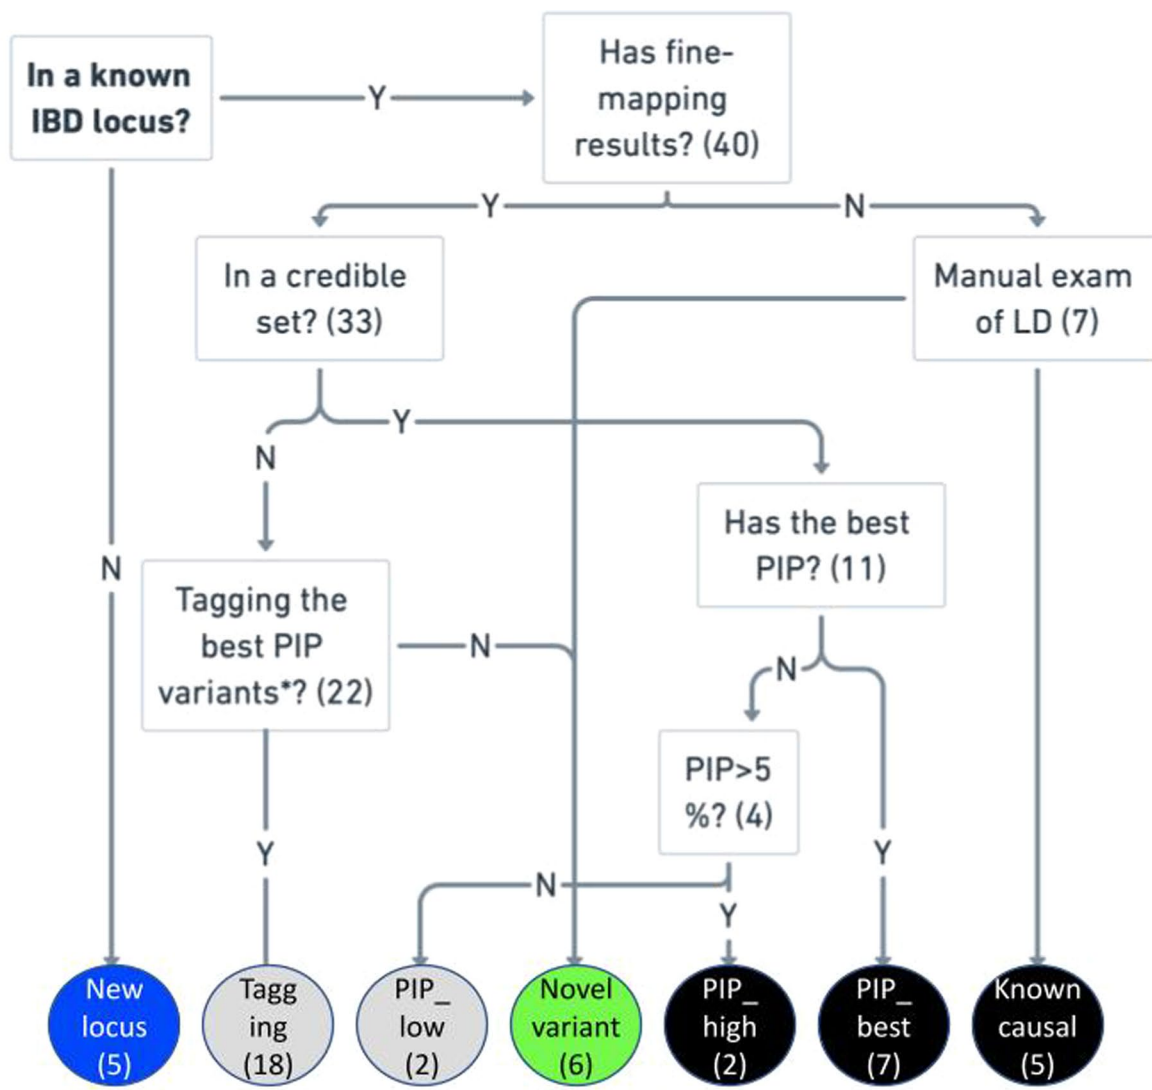 In a known
IBD locus?
Y
Has fine-
mapping
results? (40)
Y
N
In a credible
set? (33)
Manual exam
of LD (7)
N
Y
N
Tagging the
best PIP
variants*? (22)
N
Has the best
PIP? (11)
N
PIP>5
%? (4)
Y
Y
N
Y
New
locus
(5)
Tagg
ing
(18)
PIP_
low
(2)
Novel
variant
(6)
PIP_
high
(2)
PIP_
best
(7)
Known
causal
(5)